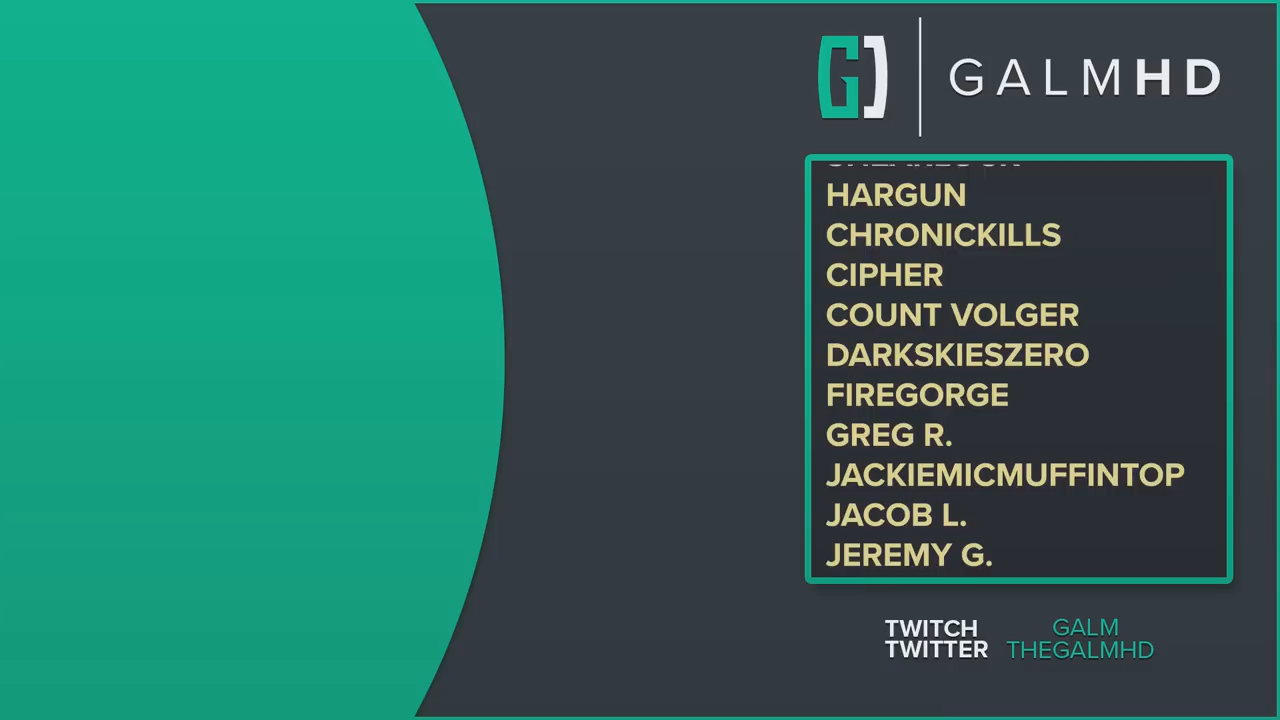 G
GALMHD
HARGUN
CHRONICKILLS
CIPHER
COUNT VOLGER
DARKSKIESZERO
FIREGORGE
GREG R.
JACKIEMICMUFFINTOP
JACOB L.
JEREMY G.
TWITCH GALM
TWITTER THEGALMHD